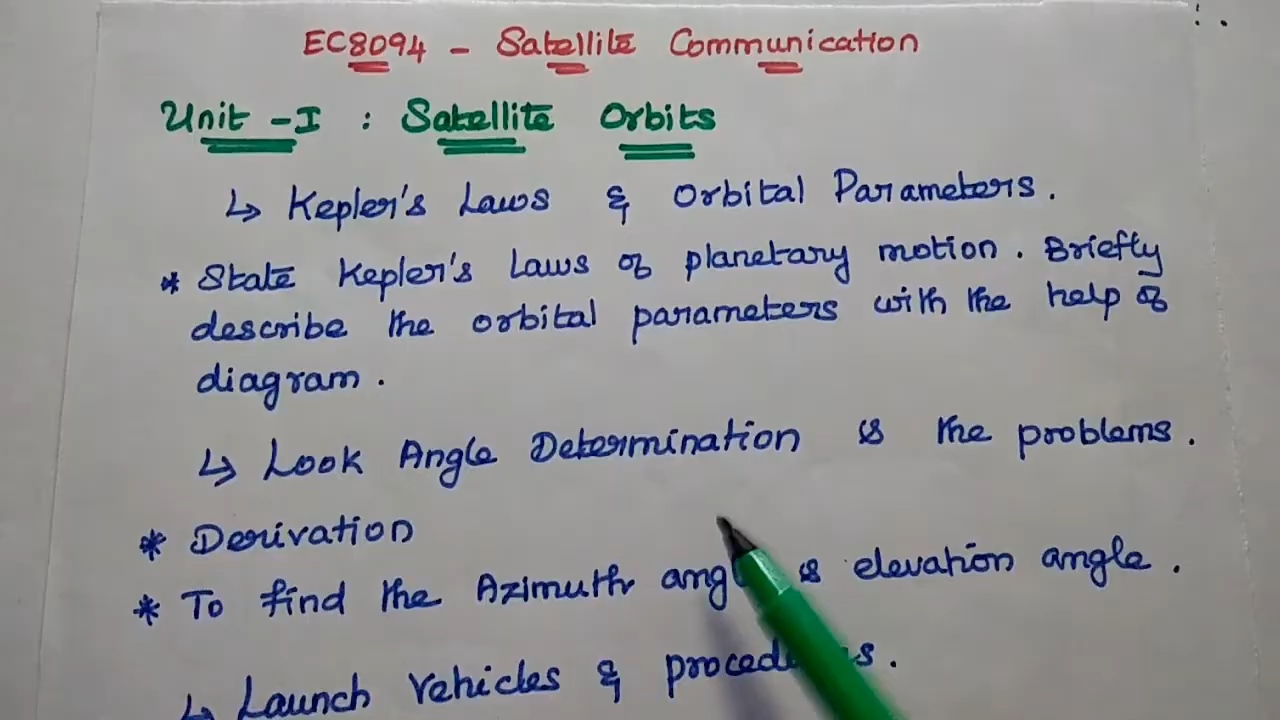 EC8094 - Satellite Communication
Unit - I : Satellite Orbits
↳ Kepler's Laws & Orbital Parameters.
* State Kepler's Laws of planetary motion. Briefly
describe the orbital parameters with the help of
diagram.
↳ Look Angle Determination & the problems.
* Derivation
* To find the Azimuth & elevation angle.
↳ Launch Vehicles &